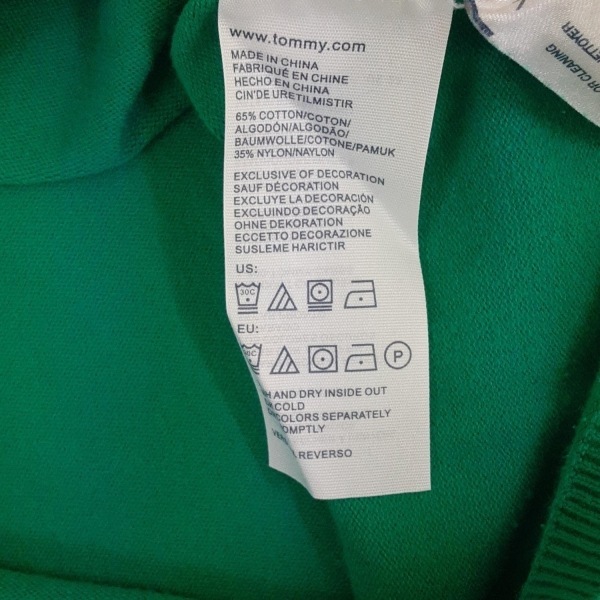 www.tommy.com
MADE IN CHINA
FABRIQUÉ EN CHINE
HECHO EN CHINA
CIN'DE URETILMISTIR
65% COTTON/COTON/
ALGODÓN/ALGODÃO/
BAUMWOLLE/COTONE/PAMUK
35% NYLON/NAYLON
EXCLUSIVE OF DECORATION
SAUF DÉCORATION
EXCLUYE LA DECORACIÓN
EXCLUINDO DECORAÇÃO
OHNE DEKORATION
ECCETTO DECORAZIONE
SUSLEME HARICTIR
US:
30C
EU:
P
AND DRY INSIDE OUT
COLD
COLORS SEPARATELY
REVERSO
CLEANING